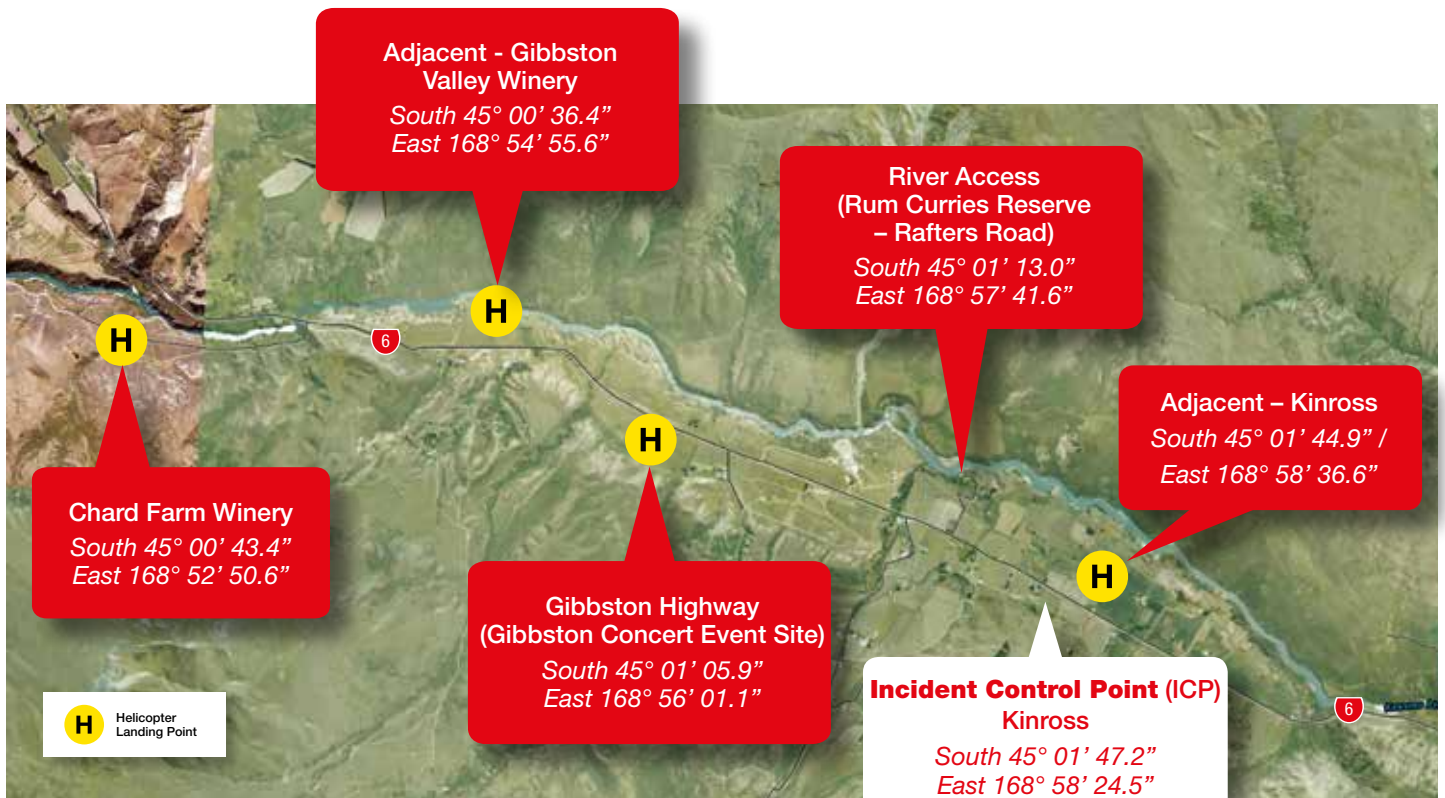 Adjacent - Gibbston
Valley Winery
South 45° 00’ 36.4”
East 168° 54’ 55.6”
River Access
(Rum Curries Reserve
– Rafters Road)
South 45° 01’ 13.0”
East 168° 57’ 41.6”
H
H
6
Adjacent – Kinross
South 45° 01’ 44.9” /
East 168° 58’ 36.6”
H
Chard Farm Winery
South 45° 00’ 43.4”
East 168° 52’ 50.6”
H
Gibbston Highway
(Gibbston Concert Event Site)
South 45° 01’ 05.9”
East 168° 56’ 01.1”
Incident Control Point (ICP)
Kinross
South 45° 01’ 47.2”
East 168° 58’ 24.5”
6
H
Helicopter
Landing Point